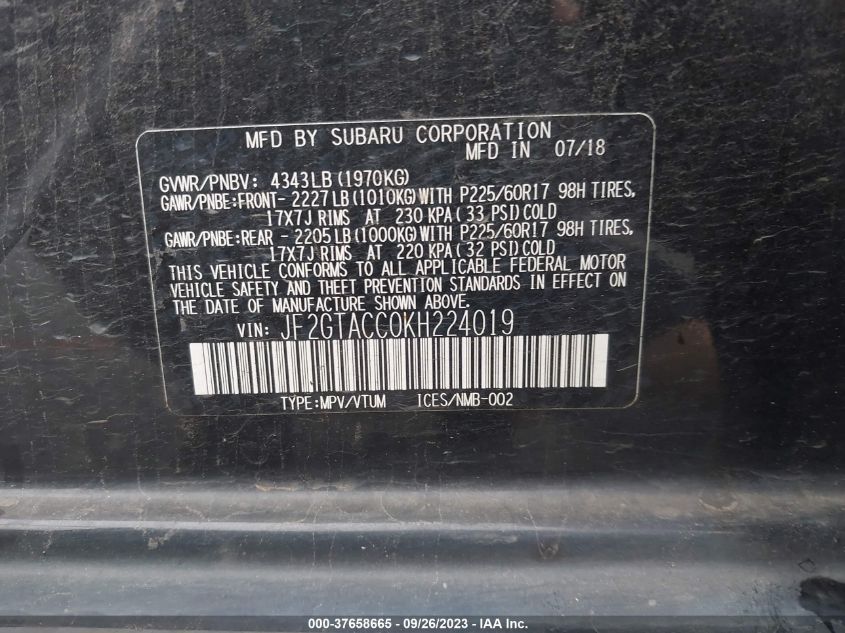 MFD BY SUBARU CORPORATION
MFD IN 07/18
GVWR/PNBV: 4343LB (1970KG)
GAWR/PNBE:FRONT- 2227LB(1010KG)WITH P225/60R17 98H TIRES,
17X7J RIMS AT 230 KPA(33 PSI)COLD
GAWR/PNBE:REAR - 2205LB(1000KG)WITH P225/60R17 98H TIRES,
17X7J RIMS AT 220 KPA(32 PSI)COLD
THIS VEHICLE CONFORMS TO ALL APPLICABLE FEDERAL MOTOR
VEHICLE SAFETY AND THEFT PREVENTION STANDARDS IN EFFECT ON
THE DATE OF MANUFACTURE SHOWN ABOVE.
VIN: JF2GTACC0KH224019
TYPE:MPV/VTUM ICES/NMB-002
000-37658665 - 09/26/2023 - IAA Inc.